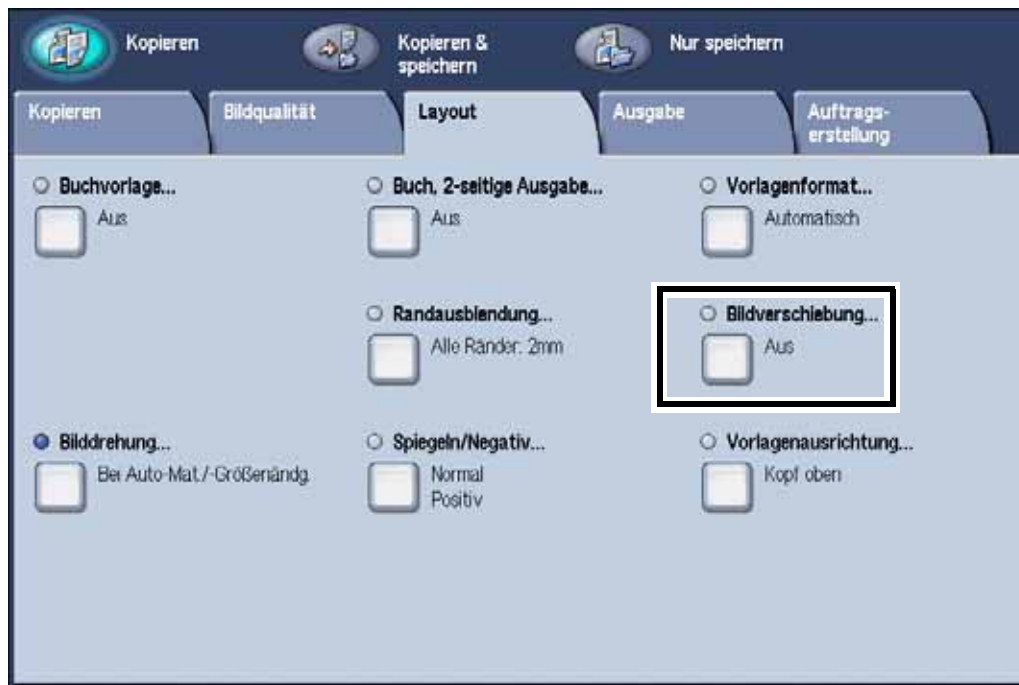 Kopieren
Kopieren &
speichern
Nur speichern
Kopieren
Bildqualität
Layout
Ausgabe
Auftrags-
erstellung
Buchvorlage...
Aus
Buch, 2-seitige Ausgabe...
Aus
Vorlagenformat...
Automatisch
Randausblendung...
Alle Ränder: 2mm
Bildverschiebung...
Aus
Bilddrehung...
Bei Auto-Mat./-Größenändg.
Spiegeln/Negativ...
Normal
Positiv
Vorlagenausrichtung...
Kopf oben